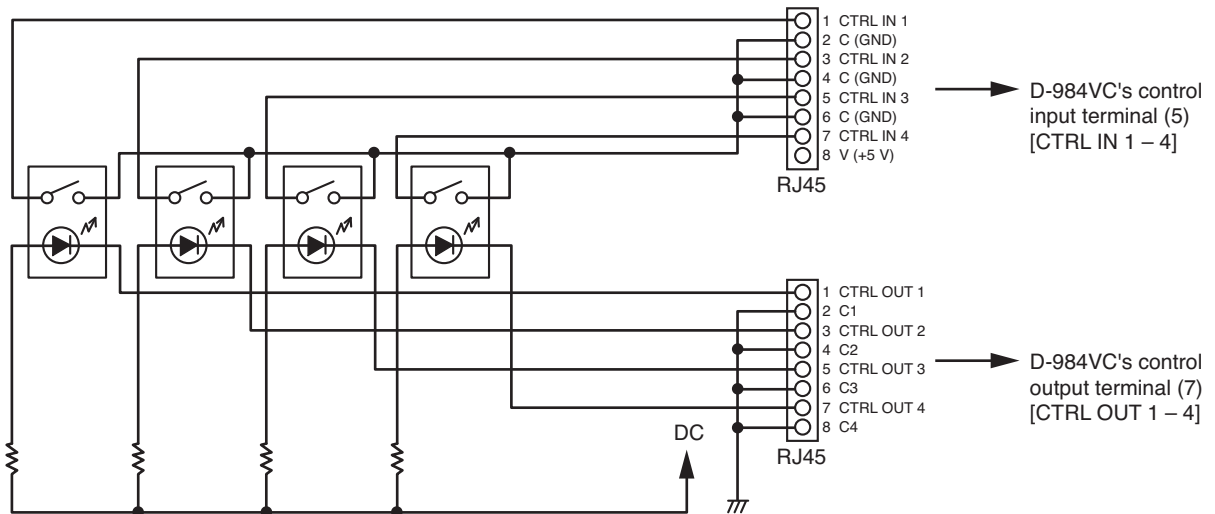 1 CTRL IN 1
2 C (GND)
3 CTRL IN 2
4 C (GND)
5 CTRL IN 3
6 C (GND)
7 CTRL IN 4
8 V (+5 V)
RJ45
D-984VC's control
input terminal (5)
[CTRL IN 1 – 4]
1 CTRL OUT 1
2 C1
3 CTRL OUT 2
4 C2
5 CTRL OUT 3
6 C3
7 CTRL OUT 4
8 C4
RJ45
D-984VC's control
output terminal (7)
[CTRL OUT 1 – 4]
DC